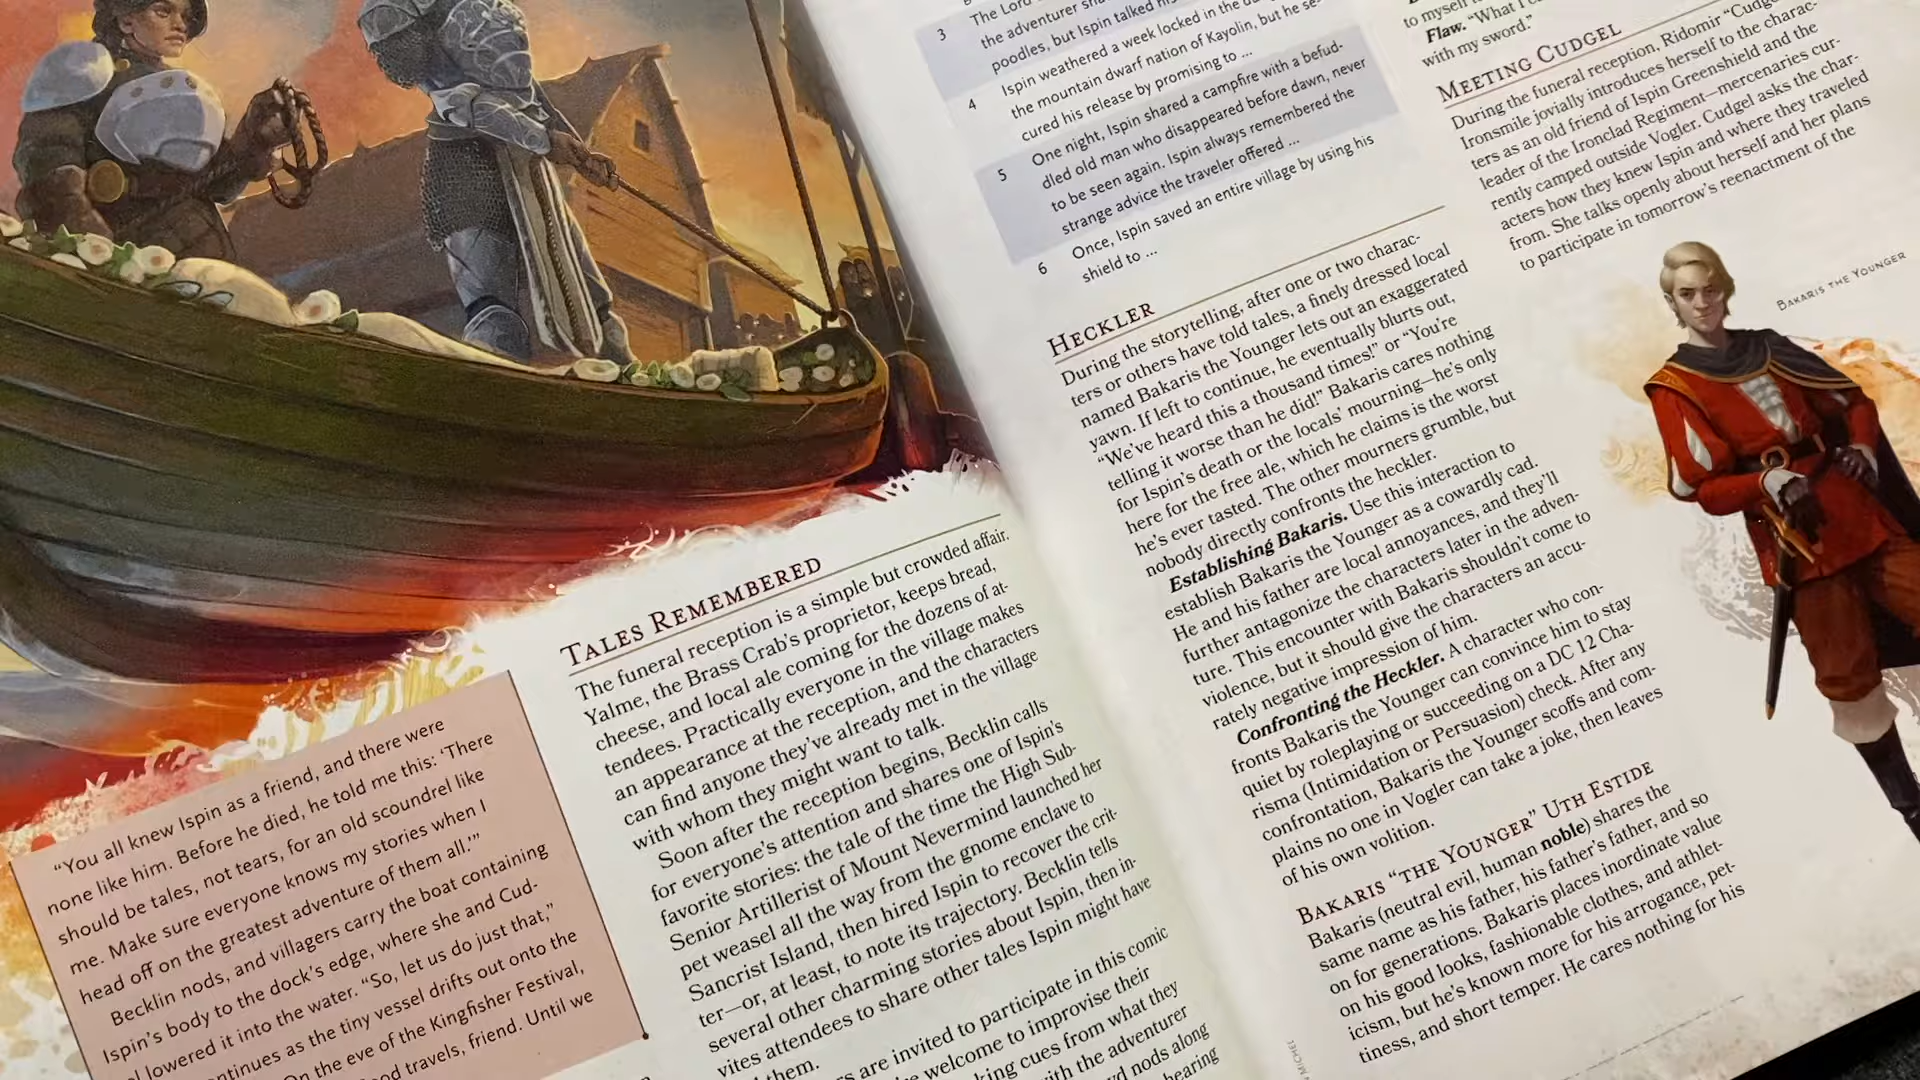 "You all knew Ispin as a friend, and there were
none like him. Before he died, he told me this: 'There
should be tales, not tears, for an old scoundrel like
me. Make sure everyone knows my stories when I
head off on the greatest adventure of them all.'"
Becklin nods, and villagers carry the boat containing
Ispin's body to the dock's edge, where she and Cud-
lowered it into the water. "So, let us do just that,"
continues as the tiny vessel drifts out onto the
On the eve of the Kingfisher Festival,
travels, friend. Until we
TALES REMEMBERED
The funeral reception is a simple but crowded affair.
Yalme, the Brass Crab's proprietor, keeps bread,
cheese, and local ale coming for the dozens of at-
tendees. Practically everyone in the village makes
an appearance at the reception, and the characters
can find anyone they've already met in the village
with whom they might want to talk.
Soon after the reception begins, Becklin calls
for everyone's attention and shares one of Ispin's
favorite stories: the tale of the time the High Sub-
Senior Artillerist of Mount Nevermind launched her
pet weasel all the way from the gnome enclave to
Sancrist Island, then hired Ispin to recover the crit-
ter—or, at least, to note its trajectory. Becklin tells
several other charming stories about Ispin, then in-
vites attendees to share other tales Ispin might have
them.
are invited to participate in this comic
welcome to improvise their
king cues from what they
with the adventurer
nods along
hearing
The Lord
3 the adventurer
poodles, but Ispin talked
Ispin weathered a week locked in the
4 the mountain dwarf nation of Kayolin, but he se-
cured his release by promising to ...
One night, Ispin shared a campfire with a befud-
5 dled old man who disappeared before dawn, never
to be seen again. Ispin always remembered the
strange advice the traveler offered ...
6 Once, Ispin saved an entire village by using his
shield to ...
HECKLER
During the storytelling, after one or two charac-
ters or others have told tales, a finely dressed local
named Bakaris the Younger lets out an exaggerated
yawn. If left to continue, he eventually blurts out,
"We've heard this a thousand times!" or "You're
telling it worse than he did!" Bakaris cares nothing
for Ispin's death or the locals' mourning—he's only
here for the free ale, which he claims is the worst
he's ever tasted. The other mourners grumble, but
nobody directly confronts the heckler.
Establishing Bakaris. Use this interaction to
establish Bakaris the Younger as a cowardly cad.
He and his father are local annoyances, and they'll
further antagonize the characters later in the adven-
ture. This encounter with Bakaris shouldn't come to
violence, but it should give the characters an accu-
rately negative impression of him.
Confronting the Heckler. A character who con-
fronts Bakaris the Younger can convince him to stay
quiet by roleplaying or succeeding on a DC 12 Cha-
risma (Intimidation or Persuasion) check. After any
confrontation, Bakaris the Younger scoffs and com-
plains no one in Vogler can take a joke, then leaves
of his own volition.
BAKARIS "THE YOUNGER" UTH ESTIDE
Bakaris (neutral evil, human noble) shares the
same name as his father, his father's father, and so
on for generations. Bakaris places inordinate value
on his good looks, fashionable clothes, and athlet-
icism, but he's known more for his arrogance, pet-
tiness, and short temper. He cares nothing for his
to myself
Flaw. "What I
with my sword."
MEETING CUDGEL
During the funeral reception, Ridomir "Cudgel"
Ironsmile jovially introduces herself to the charac-
ters as an old friend of Ispin Greenshield and the
leader of the Ironclad Regiment—mercenaries cur-
rently camped outside Vogler. Cudgel asks the char-
acters how they knew Ispin and where they traveled
from. She talks openly about herself and her plans
to participate in tomorrow's reenactment of the
BAKARIS THE YOUNGER